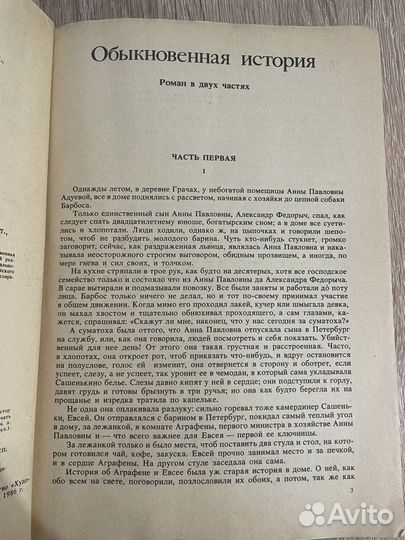 Обыкновенная история
Роман в двух частях
ЧАСТЬ ПЕРВАЯ
I
Однажды летом, в деревне Грачах, у небогатой помещицы Анны Павловны
Адуевой, все в доме поднялись с рассветом, начиная с хозяйки до цепной собаки
Барбоса.
Только единственный сын Анны Павловны, Александр Федорыч, спал, как
следует спать двадцатилетнему юноше, богатырским сном; а в доме все суети-
лись и хлопотали. Люди ходили, однако ж, на цыпочках и говорили шепо-
том, чтобы не разбудить молодого барина. Чуть кто-нибудь стукнет, громко
заговорит, сейчас, как раздраженная львица, являлась Анна Павловна и нака-
зывала неосторожного строгим выговором, обидным прозвищем, а иногда, по
мере гнева и сил своих, и толчком.
На кухне стряпали в трое рук, как будто на десятерых, хотя все господское
семейство только и состояло что из Анны Павловны да Александра Федорыча.
В сарае вытирали и подмазывали повозку. Все были заняты и работали до поту
лица. Барбос только ничего не делал, но и тот по-своему принимал участие
в общем движении. Когда мимо его проходил лакей, кучер или шмыгала девка,
он махал хвостом и тщательно обнюхивал проходящего, а сам глазами, кажет-
ся, спрашивал: «Скажут ли мне, наконец, что у нас сегодня за суматоха?»
А суматоха была оттого, что Анна Павловна отпускала сына в Петербург
на службу, или, как она говорила, людей посмотреть и себя показать. Убийст-
венный для нее день! От этого она такая грустная и расстроенная. Часто,
в хлопотах, она откроет рот, чтоб приказать что-нибудь, и вдруг остановится
на полуслове, голос ей изменит, она отвернется в сторону и оботрет, если
успеет, слезу, а не успеет, так уронит ее в чемодан, в который сама укладывала
Сашенькино белье. Слезы давно кипят у ней в сердце; они подступили к горлу,
давят грудь и готовы брызнуть в три ручья; но она как будто берегла их на
прощанье и изредка тратила по капельке.
Не одна она оплакивала разлуку: сильно горевал тоже камердинер Сашень-
ки, Евсей. Он отправлялся с барином в Петербург, покидал самый теплый угол в
дому, за лежанкой, в комнате Аграфены, первого министра в хозяйстве Анны
Павловны и — что всего важнее для Евсея — первой ее ключницы.
За лежанкой только и было места, чтоб поставить два стула и стол, на кото-
ром готовился чай, кофе, закуска. Евсей прочно занимал место и за печкой,
и в сердце Аграфены. На другом стуле заседала она сама.
История об Аграфене и Евсее была уж старая история в доме. О ней, как
обо всем на свете, поговорили, позлословили их обоих, а потом, так же как
3
Avito